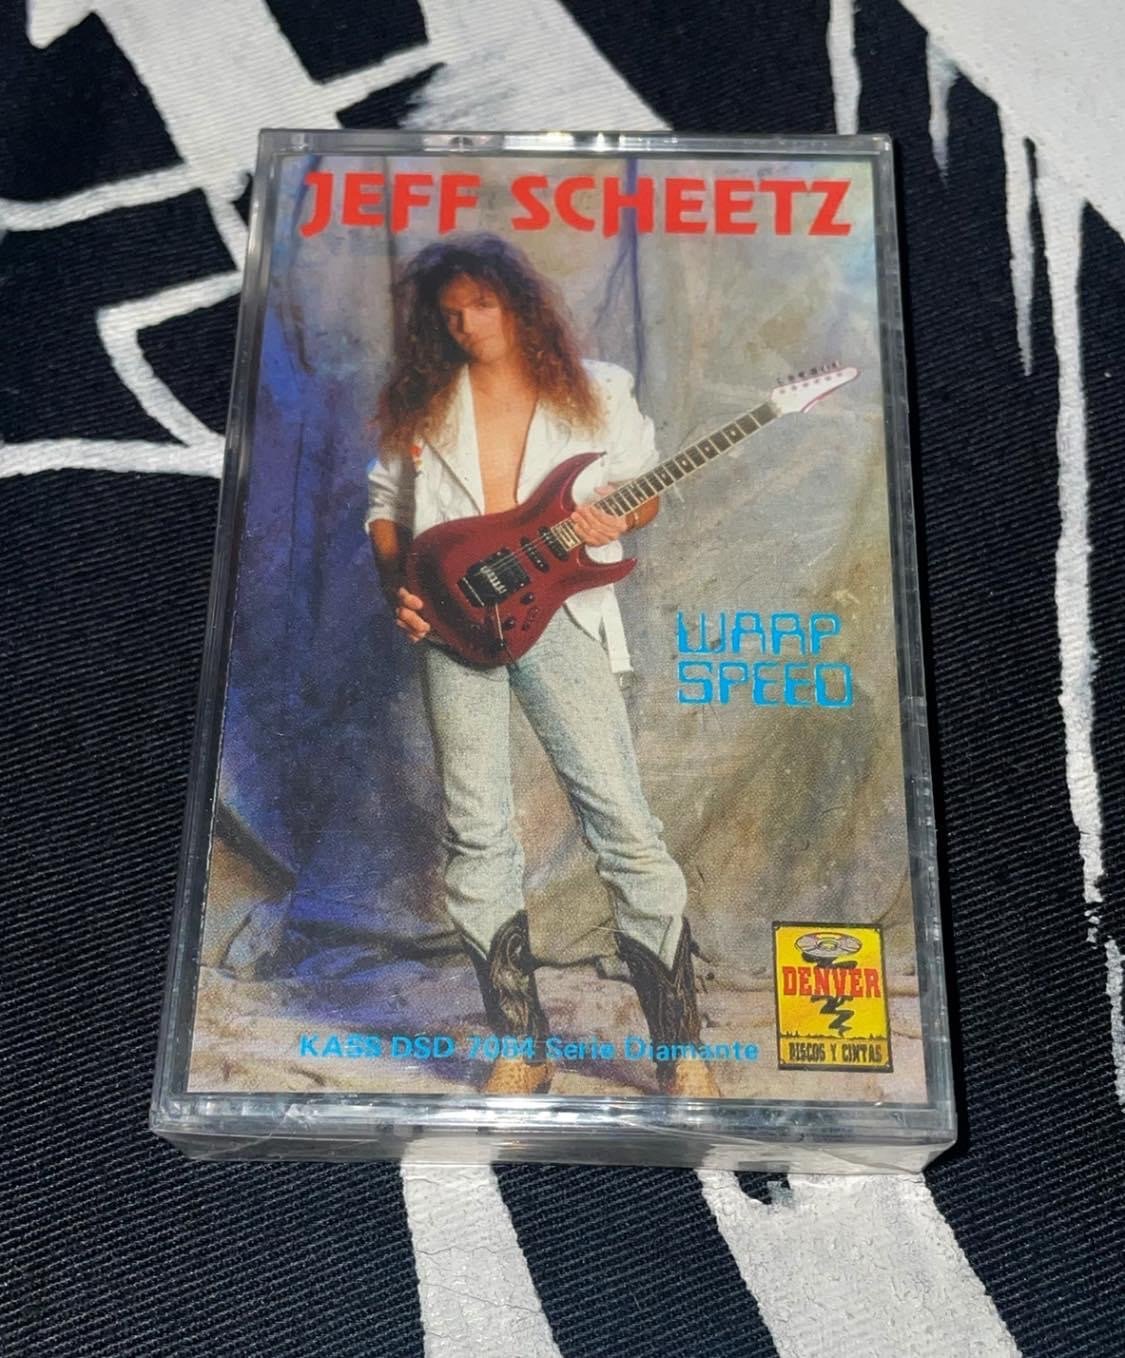 JEFF SCHEETZ
WARP
SPEED
KASS DSD 7084 Serie Diamante
DENVER
DISCOS Y CINTAS